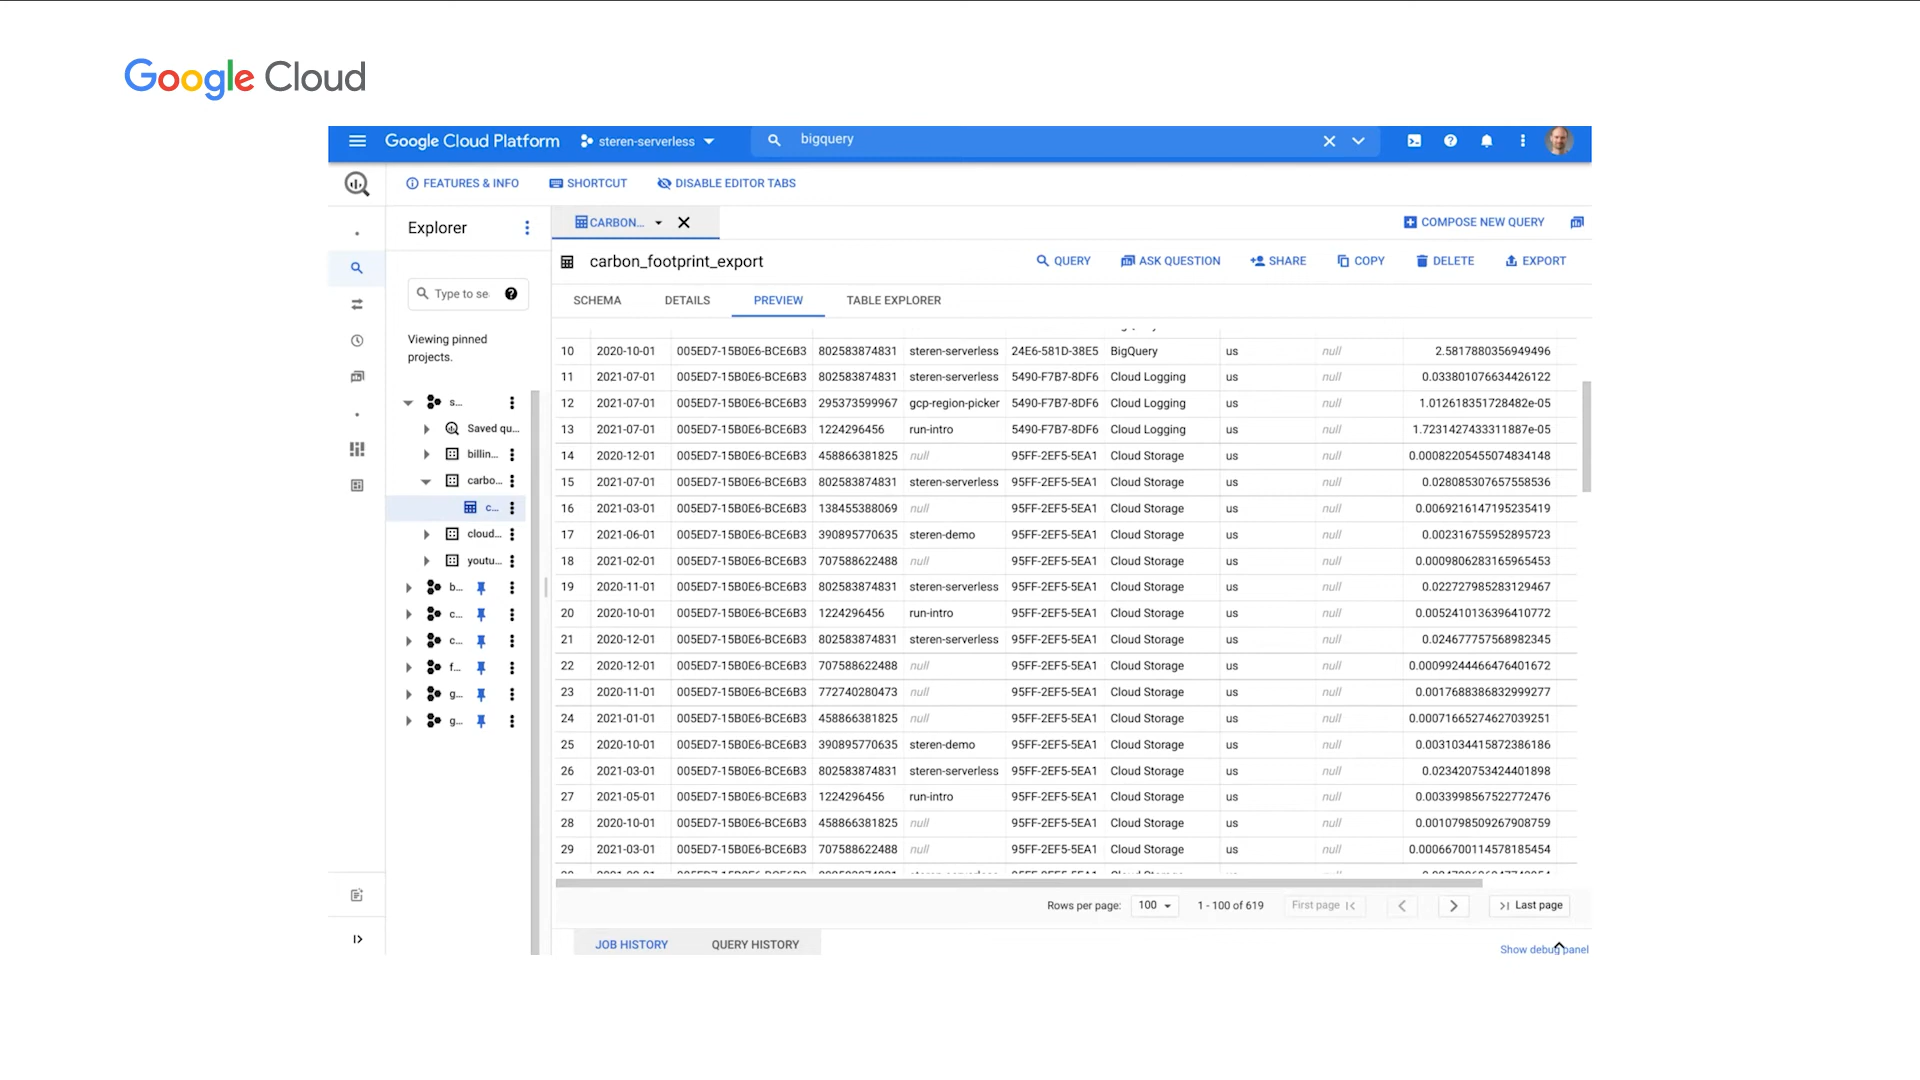 Google Cloud
Google Cloud Platform steren-serverless bigquery
FEATURES & INFO SHORTCUT DISABLE EDITOR TABS
Explorer CARBON... COMPOSE NEW QUERY
carbon_footprint_export QUERY ASK QUESTION SHARE COPY DELETE EXPORT
Type to se SCHEMA DETAILS PREVIEW TABLE EXPLORER
Viewing pinned
projects.
s...
Saved qu...
billin...
carbo...
c...
cloud...
youtu...
b...
c...
c...
f...
g...
g...
10 2020-10-01 005ED7-15B0E6-BCE6B3 802583874831 steren-serverless 24E6-581D-38E5 BigQuery us null 2.5817880356949496
11 2021-07-01 005ED7-15B0E6-BCE6B3 802583874831 steren-serverless 5490-F7B7-8DF6 Cloud Logging us null 0.033801076634426122
12 2021-07-01 005ED7-15B0E6-BCE6B3 295373599967 gcp-region-picker 5490-F7B7-8DF6 Cloud Logging us null 1.012618351728482e-05
13 2021-07-01 005ED7-15B0E6-BCE6B3 1224296456 run-intro 5490-F7B7-8DF6 Cloud Logging us null 1.7231427433311887e-05
14 2020-12-01 005ED7-15B0E6-BCE6B3 458866381825 null 95FF-2EF5-5EA1 Cloud Storage us null 0.00082205455074834148
15 2021-07-01 005ED7-15B0E6-BCE6B3 802583874831 steren-serverless 95FF-2EF5-5EA1 Cloud Storage us null 0.028085307657558536
16 2021-03-01 005ED7-15B0E6-BCE6B3 138455388069 null 95FF-2EF5-5EA1 Cloud Storage us null 0.0069216147195235419
17 2021-06-01 005ED7-15B0E6-BCE6B3 390895770635 steren-demo 95FF-2EF5-5EA1 Cloud Storage us null 0.002316755952895723
18 2021-02-01 005ED7-15B0E6-BCE6B3 707588622488 null 95FF-2EF5-5EA1 Cloud Storage us null 0.0009806283165965453
19 2020-11-01 005ED7-15B0E6-BCE6B3 802583874831 steren-serverless 95FF-2EF5-5EA1 Cloud Storage us null 0.022727985283129467
20 2020-10-01 005ED7-15B0E6-BCE6B3 1224296456 run-intro 95FF-2EF5-5EA1 Cloud Storage us null 0.0052410136396410772
21 2020-12-01 005ED7-15B0E6-BCE6B3 802583874831 steren-serverless 95FF-2EF5-5EA1 Cloud Storage us null 0.024677757568982345
22 2020-12-01 005ED7-15B0E6-BCE6B3 707588622488 null 95FF-2EF5-5EA1 Cloud Storage us null 0.00099244466476401672
23 2020-11-01 005ED7-15B0E6-BCE6B3 772740280473 null 95FF-2EF5-5EA1 Cloud Storage us null 0.0017688386832999277
24 2021-01-01 005ED7-15B0E6-BCE6B3 458866381825 null 95FF-2EF5-5EA1 Cloud Storage us null 0.00071665274627039251
25 2020-10-01 005ED7-15B0E6-BCE6B3 390895770635 steren-demo 95FF-2EF5-5EA1 Cloud Storage us null 0.0031034415872386186
26 2021-03-01 005ED7-15B0E6-BCE6B3 802583874831 steren-serverless 95FF-2EF5-5EA1 Cloud Storage us null 0.023420753424401898
27 2021-05-01 005ED7-15B0E6-BCE6B3 1224296456 run-intro 95FF-2EF5-5EA1 Cloud Storage us null 0.0033998567522772476
28 2020-10-01 005ED7-15B0E6-BCE6B3 458866381825 null 95FF-2EF5-5EA1 Cloud Storage us null 0.0010798509267908759
29 2021-03-01 005ED7-15B0E6-BCE6B3 707588622488 null 95FF-2EF5-5EA1 Cloud Storage us null 0.00066700114578185454
Rows per page: 100 1 - 100 of 619 First page Last page
JOB HISTORY QUERY HISTORY Show debug panel